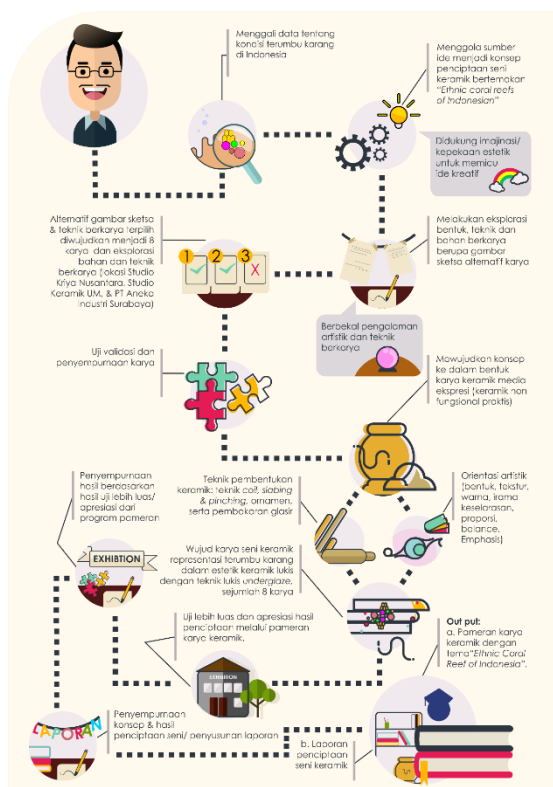 Menggali data tentang
kondisi terumbu karang
di Indonesia
Menggola sumber
ide menjadi konsep
penciptaan seni
keramik bertemakan
“Ethnic coral reefs
of Indonesian”
Didukung imajinasi/
kepekaan estetik
untuk memicu
ide kreatif
Alternatif gambar sketsa
& teknik berkarya terpilih
diwujudkan menjadi 8
karya dan eksplorasi
bahan dan teknik
berkarya (lokasi Studio
Kriya Nusantara, Studio
Keramik UM, & PT Aneka
Industri Surabaya)
1 2 3
Melakukan eksplorasi
bentuk, teknik dan
bahan berkarya
berupa gambar
sketsa alternatif karya
Berbekal pengalaman
artistik dan teknik
berkarya
Uji validasi dan
penyempurnaan karya
Mawujudkan konsep
ke dalam bentuk
karya keramik media
ekspresi (keramik non
fungsional praktis)
Penyempurnaan
hasil berdasarkan
hasil uji lebih luas/
apresiasi dari
program pameran
Teknik pembentukan
keramik: teknik coil, slabing
& pinching, ornamen,
serta pembakaran glasir
Orientasi artistik
(bentuk, tekstur,
warna, irama
keselarasan,
proporsi,
balance,
Emphasis)
EXHIBTION
Wujud karya seni keramik
representasi terumbu karang
dalam estetik keramik lukis
dengan teknik lukis underglaze,
sejumlah 8 karya
Uji lebih luas dan apresiasi hasil
penciptaan melalui pameran
karya keramik.
EXHIBITION
Out put:
a. Pameran karya
keramik dengan
tema“Ethnic Coral
Reef of Indonesia”.
LAPORAN
Penyempurnaan
konsep & hasil
penciptaan seni/ penyusunan laporan
b. Laporan
penciptaan
seni keramik